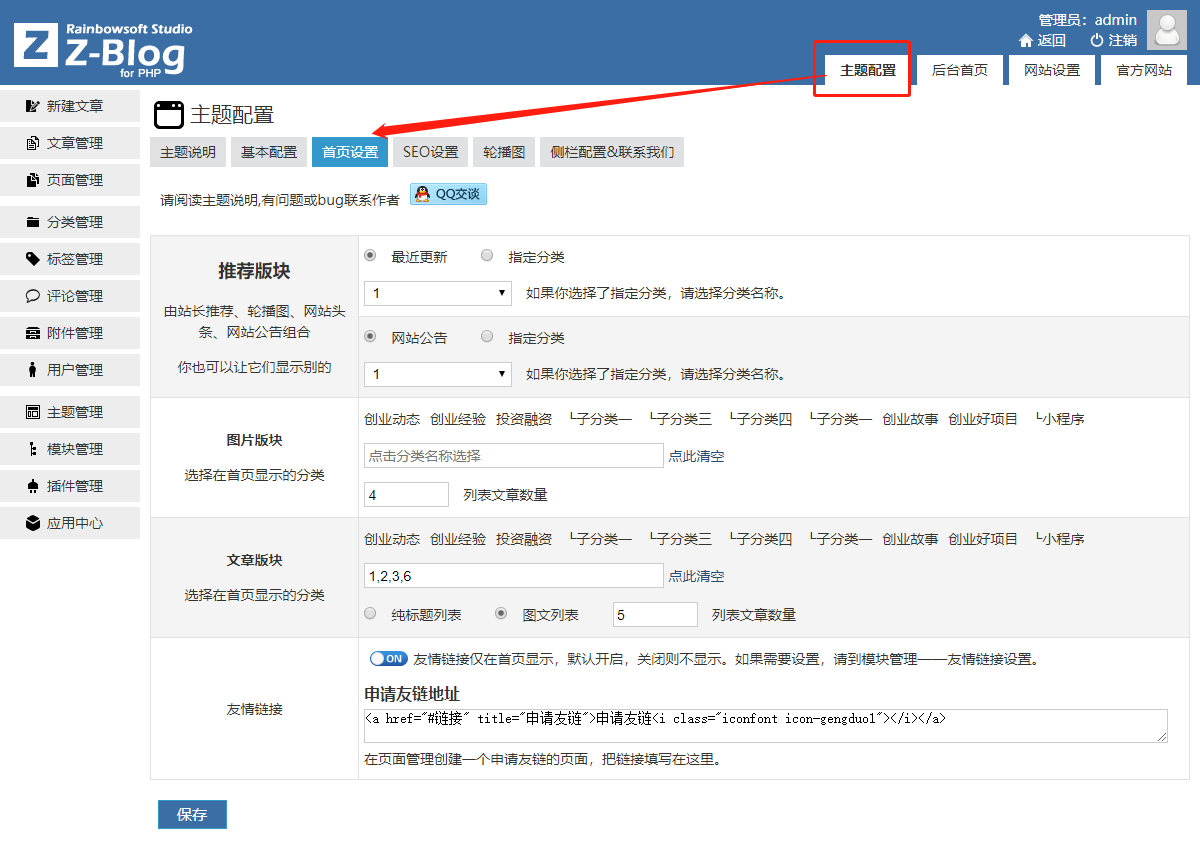 Rainbowsoft Studio
Z Z-Blog
for PHP
管理员：admin
返回 注销
主题配置 后台首页 网站设置 官方网站
新建文章
文章管理
页面管理
分类管理
标签管理
评论管理
附件管理
用户管理
主题管理
模块管理
插件管理
应用中心
主题配置
主题说明 基本配置 首页设置 SEO设置 轮播图 侧栏配置&联系我们
请阅读主题说明,有问题或bug联系作者 QQ交谈
推荐版块
由站长推荐、轮播图、网站头
条、网站公告组合
你也可以让它们显示别的
最近更新 指定分类
1 如果你选择了指定分类，请选择分类名称。
网站公告 指定分类
1 如果你选择了指定分类，请选择分类名称。
图片版块
选择在首页显示的分类
创业动态 创业经验 投资融资 └子分类一 └子分类三 └子分类四 └子分类一 创业故事 创业好项目 └小程序
点击分类名称选择 点此清空
4 列表文章数量
文章版块
选择在首页显示的分类
创业动态 创业经验 投资融资 └子分类一 └子分类三 └子分类四 └子分类一 创业故事 创业好项目 └小程序
1,2,3,6 点此清空
纯标题列表 图文列表 5 列表文章数量
友情链接
ON 友情链接仅在首页显示，默认开启，关闭则不显示。如果需要设置，请到模块管理——友情链接设置。
申请友链地址
<a href="#链接" title="申请友链">申请友链<i class="iconfont icon-gengduo1"></i></a>
在页面管理创建一个申请友链的页面，把链接填写在这里。
保存